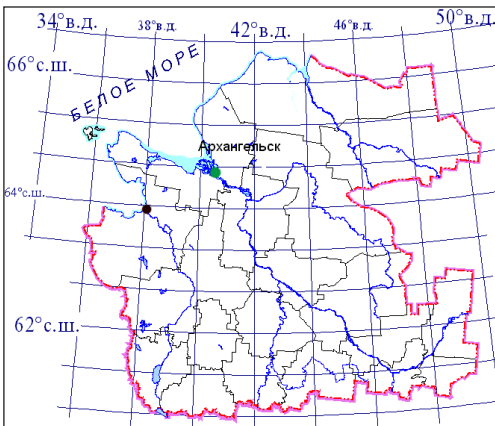 34°в.д.
38°в.д.
42°в.д.
46°в.д.
50°в.д.
66°с.ш.
БЕЛОЕ МОРЕ
Архангельск
64°с.ш.
62°с.ш.